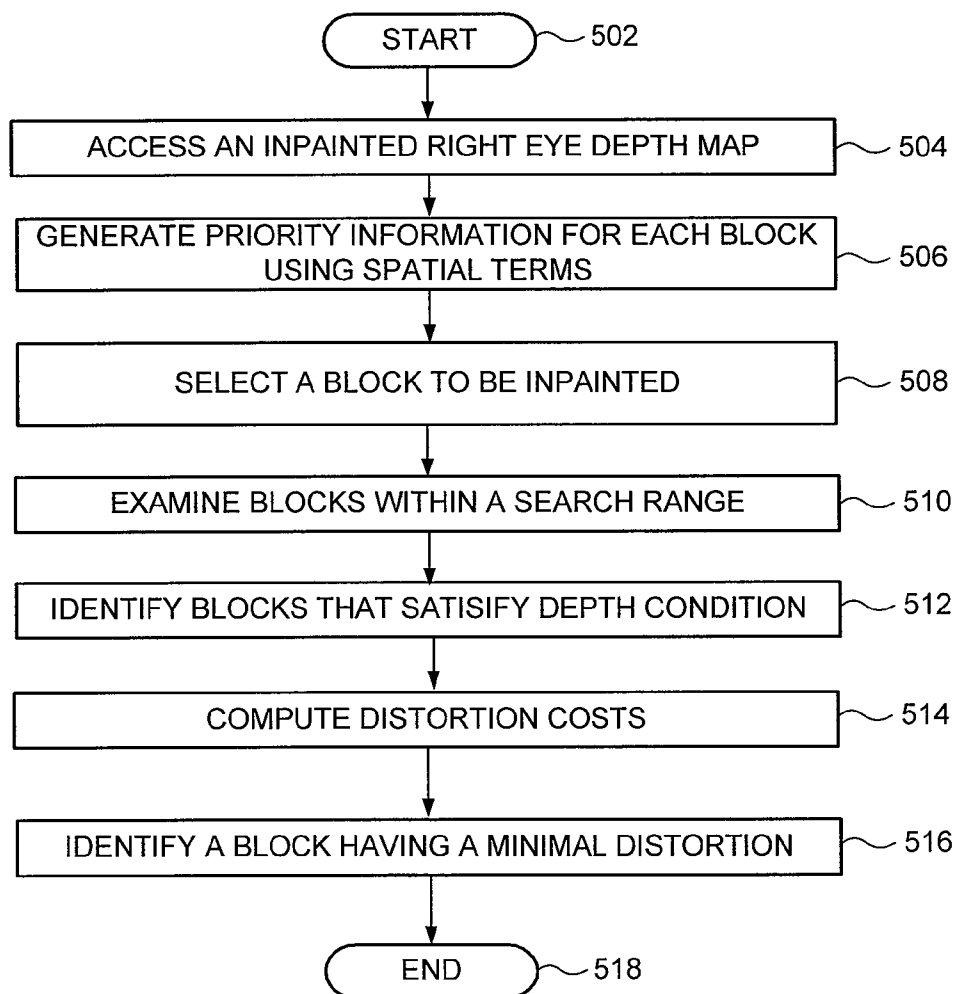 START
502
ACCESS AN INPAINTED RIGHT EYE DEPTH MAP
504
GENERATE PRIORITY INFORMATION FOR EACH BLOCK
USING SPATIAL TERMS
506
SELECT A BLOCK TO BE INPAINTED
508
EXAMINE BLOCKS WITHIN A SEARCH RANGE
510
IDENTIFY BLOCKS THAT SATISIFY DEPTH CONDITION
512
COMPUTE DISTORTION COSTS
514
IDENTIFY A BLOCK HAVING A MINIMAL DISTORTION
516
END
518